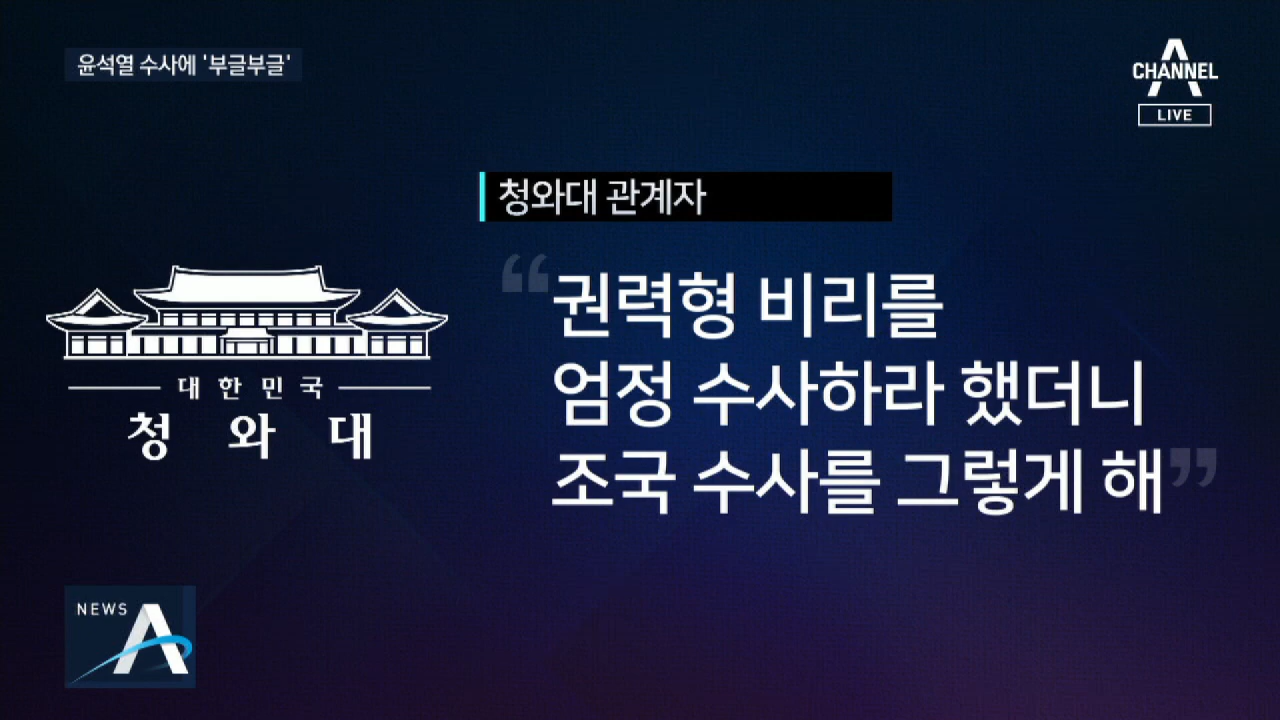 윤석열 수사에 '부글부글'
CHANNEL A
LIVE
청와대 관계자
“권력형 비리를
엄정 수사하라 했더니
조국 수사를 그렇게 해”
대한민국
청와대
NEWS A